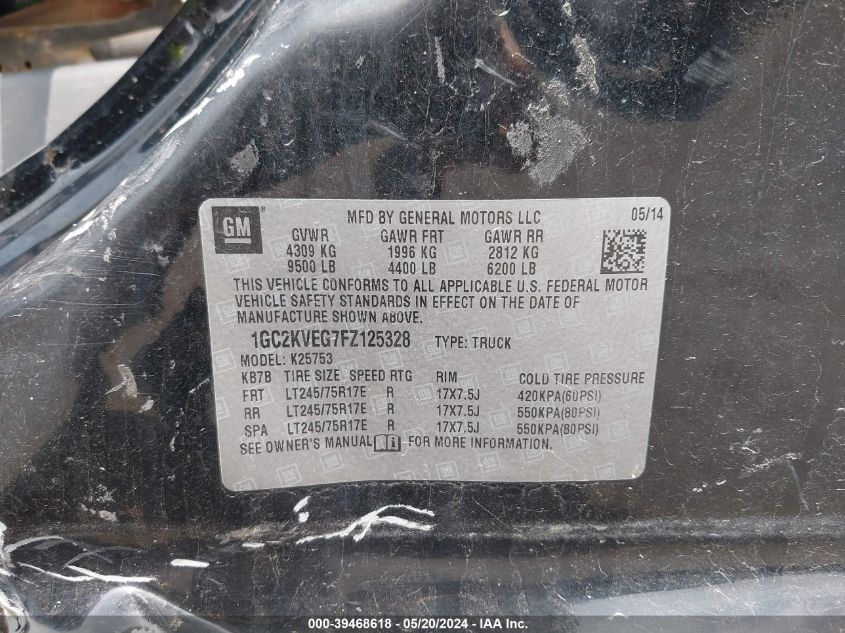 GM ® MFD BY GENERAL MOTORS LLC 05/14
GVWR GAWR FRT GAWR RR
4309 KG 1996 KG 2812 KG
9500 LB 4400 LB 6200 LB
THIS VEHICLE CONFORMS TO ALL APPLICABLE U.S. FEDERAL MOTOR
VEHICLE SAFETY STANDARDS IN EFFECT ON THE DATE OF
MANUFACTURE SHOWN ABOVE.
1GC2KVEG7FZ125328 TYPE: TRUCK
MODEL: K25753
KB7B TIRE SIZE SPEED RTG RIM COLD TIRE PRESSURE
FRT LT245/75R17E R 17X7.5J 420KPA(60PSI)
RR LT245/75R17E R 17X7.5J 550KPA(80PSI)
SPA LT245/75R17E R 17X7.5J 550KPA(80PSI)
SEE OWNER'S MANUAL FOR MORE INFORMATION.
000-39468618 - 05/20/2024 - IAA Inc.